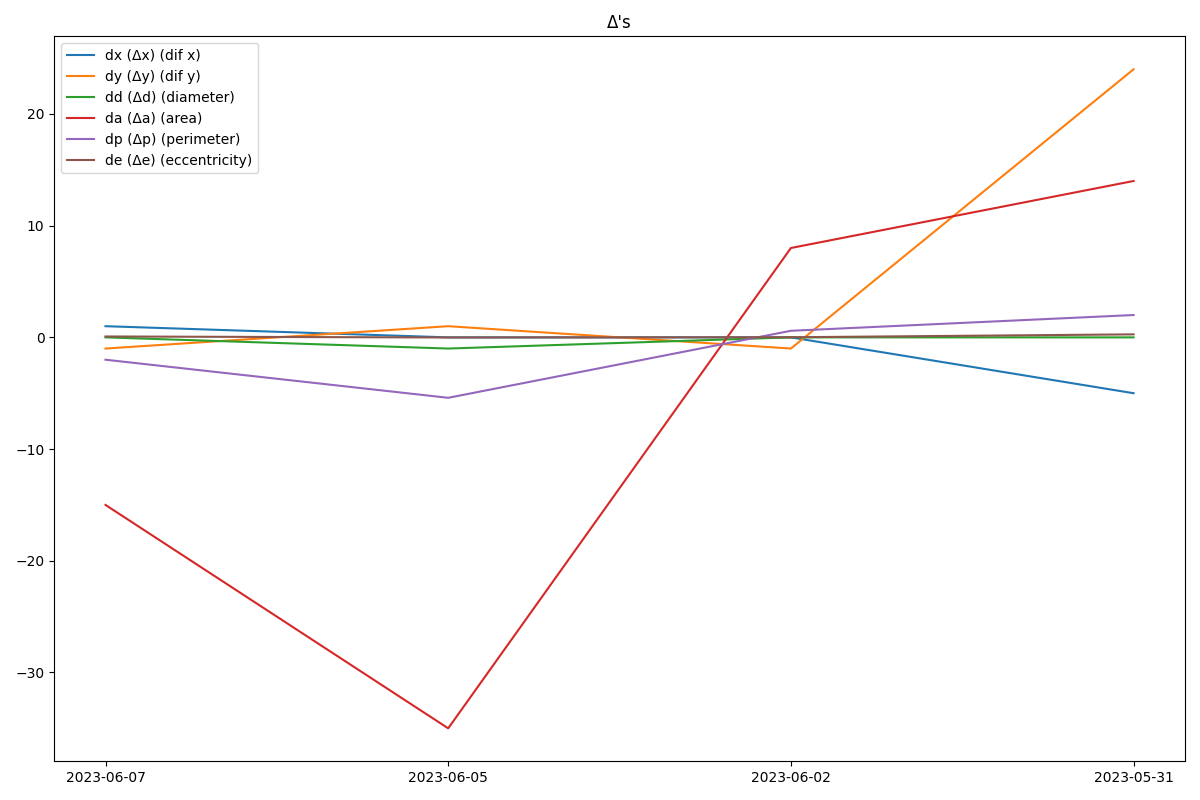 Δ's
dx (Δx) (dif x)
dy (Δy) (dif y)
dd (Δd) (diameter)
da (Δa) (area)
dp (Δp) (perimeter)
de (Δe) (eccentricity)
20
10
0
−10
−20
−30
2023-06-07 2023-06-05 2023-06-02 2023-05-31